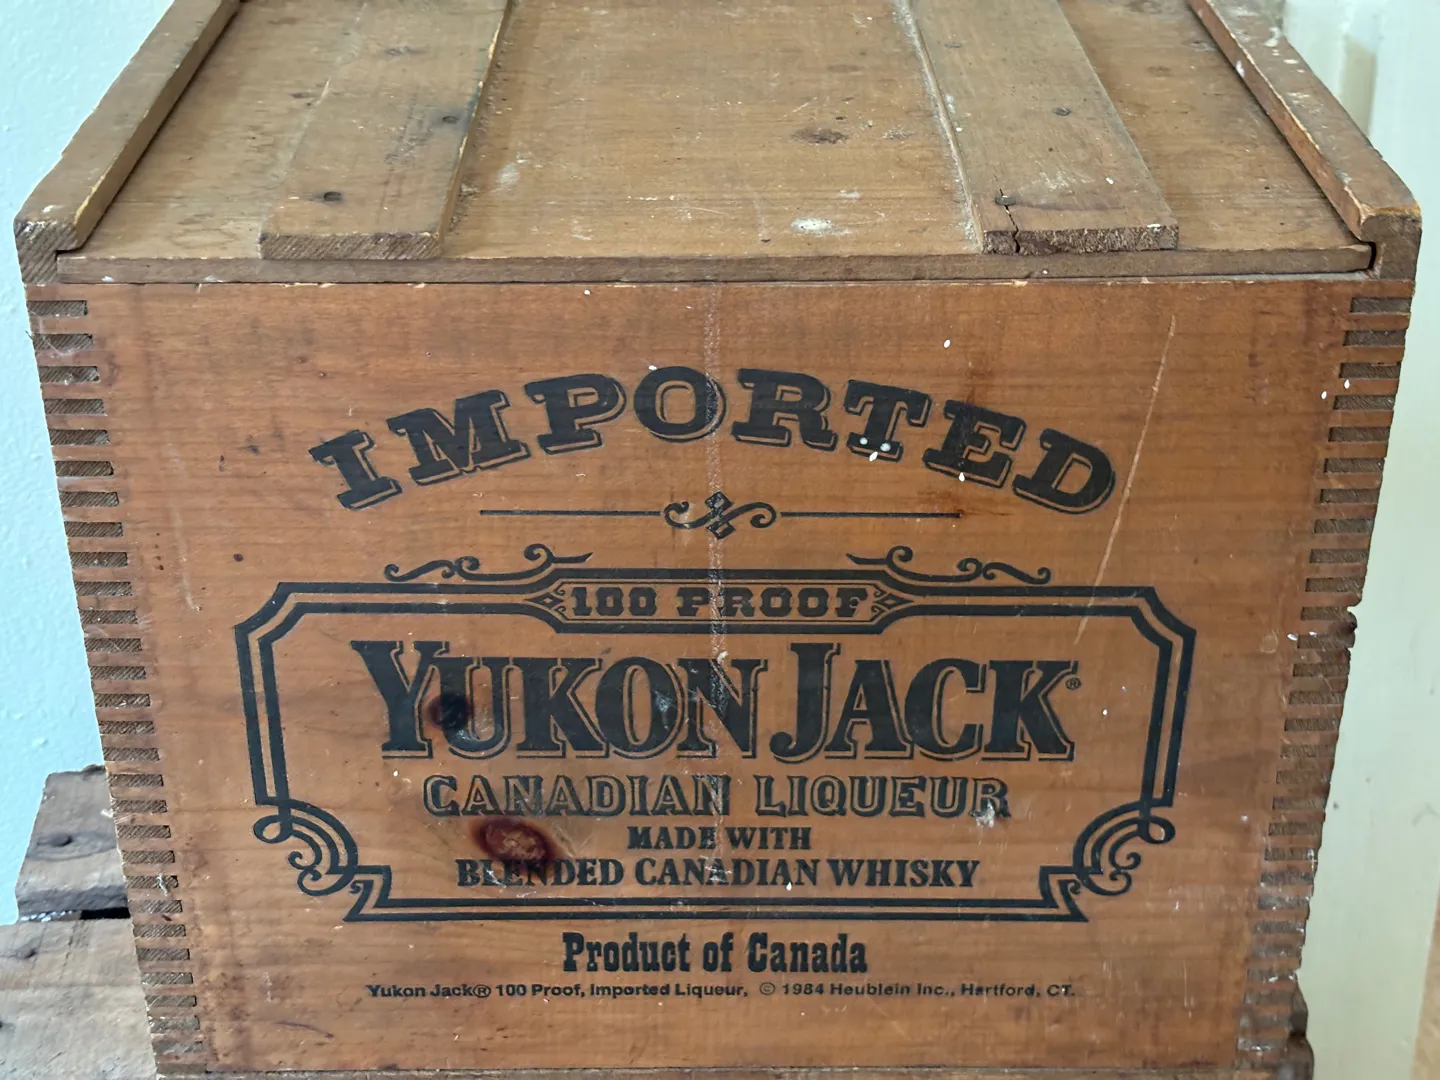 IMPORTED
100 PROOF
YUKON JACK®
CANADIAN LIQUEUR
MADE WITH
BLENDED CANADIAN WHISKY
Product of Canada
Yukon Jack® 100 Proof, Imported Liqueur, © 1984 Heublein Inc., Hartford, CT.